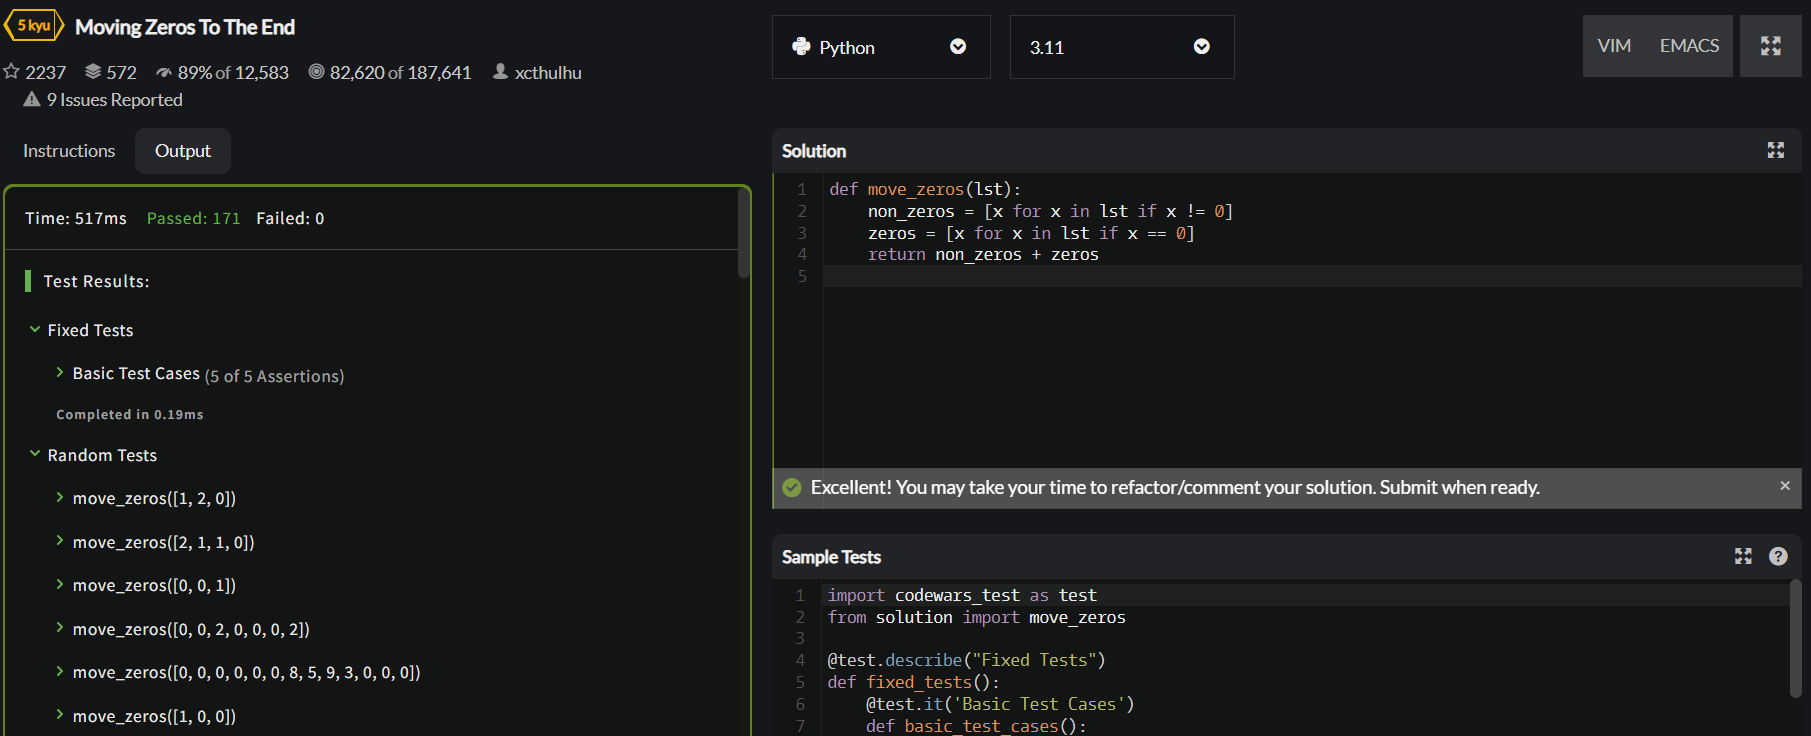 5 kyu Moving Zeros To The End
2237 572 89% of 12,583 82,620 of 187,641 xcthulhu
9 Issues Reported
Instructions Output
Time: 517ms Passed: 171 Failed: 0
Test Results:
Fixed Tests
Basic Test Cases (5 of 5 Assertions)
Completed in 0.19ms
Random Tests
move_zeros([1, 2, 0])
move_zeros([2, 1, 1, 0])
move_zeros([0, 0, 1])
move_zeros([0, 0, 2, 0, 0, 0, 2])
move_zeros([0, 0, 0, 0, 0, 0, 8, 5, 9, 3, 0, 0, 0])
move_zeros([1, 0, 0])
Python 3.11 VIM EMACS
Solution
1 def move_zeros(lst):
2     non_zeros = [x for x in lst if x != 0]
3     zeros = [x for x in lst if x == 0]
4     return non_zeros + zeros
5
Excellent! You may take your time to refactor/comment your solution. Submit when ready. ×
Sample Tests ?
1 import codewars_test as test
2 from solution import move_zeros
3
4 @test.describe("Fixed Tests")
5 def fixed_tests():
6     @test.it('Basic Test Cases')
7     def basic_test_cases():